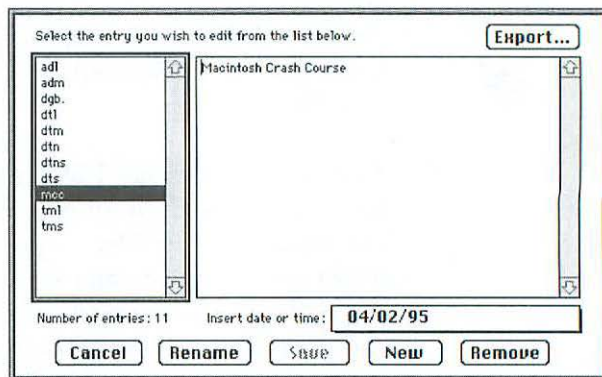 Select the entry you wish to edit from the list below.
Export...
adl
adm
dgb.
dtl
dtm
dtn
dtns
dts
mcc
tml
tms
Macintosh Crash Course
Number of entries: 11
Insert date or time:
04/02/95
Cancel
Rename
Save
New
Remove